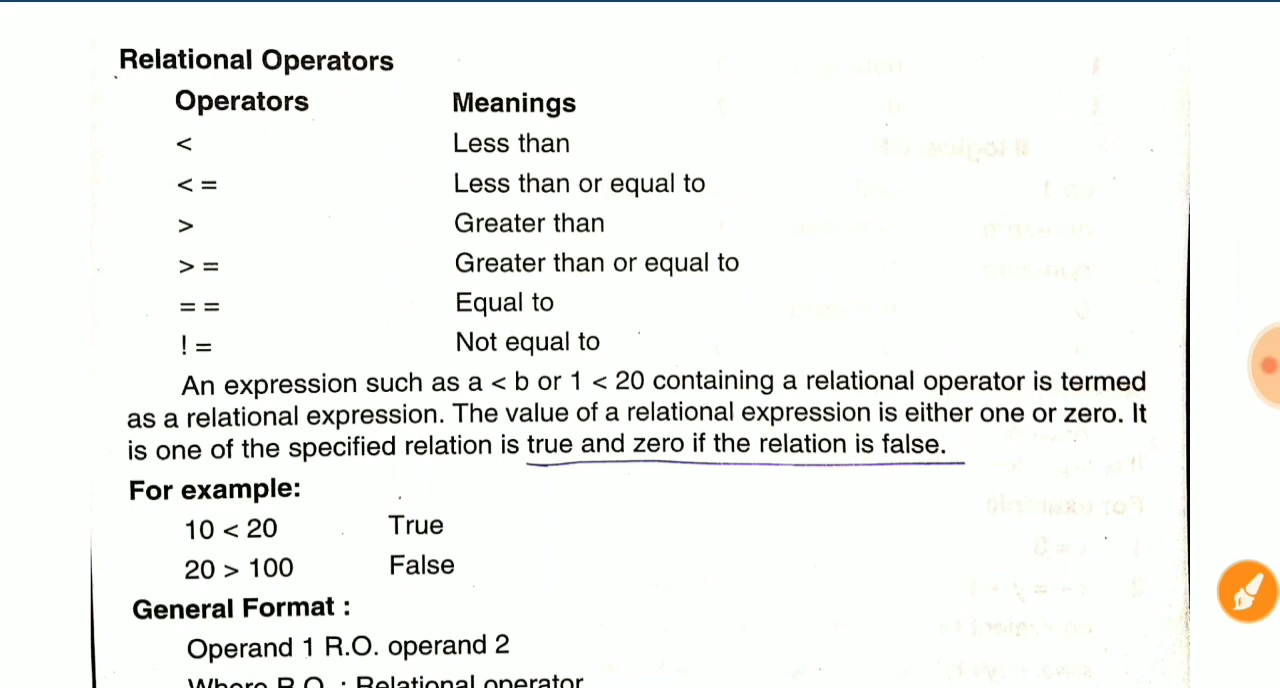 Relational Operators
Operators Meanings
< Less than
< = Less than or equal to
> Greater than
> = Greater than or equal to
= = Equal to
! = Not equal to
An expression such as a < b or 1 < 20 containing a relational operator is termed
as a relational expression. The value of a relational expression is either one or zero. It
is one of the specified relation is true and zero if the relation is false.
For example:
10 < 20 True
20 > 100 False
General Format :
Operand 1 R.O. operand 2
Where R.O. : Relational operator